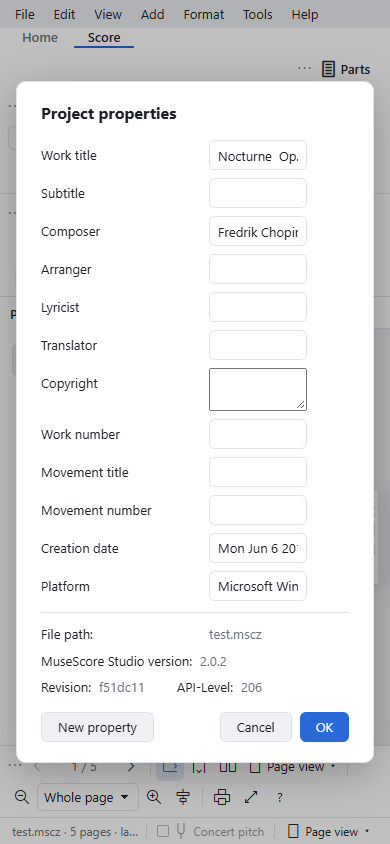 File Edit View Add Format Tools Help
Home Score
Parts
Project properties
Work title Nocturne Op.
Subtitle
Composer Fredrik Chopin
Arranger
Lyricist
Translator
Copyright
Work number
Movement title
Movement number
Creation date Mon Jun 6 20
Platform Microsoft Win
File path: test.mscz
MuseScore Studio version: 2.0.2
Revision: f51dc11 API-Level: 206
New property Cancel OK
1 / 5 Page view
Whole page ?
test.mscz · 5 pages · la... Concert pitch Page view